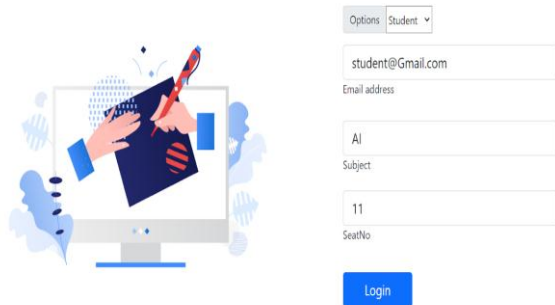 Options Student
student@Gmail.com
Email address
AI
Subject
11
SeatNo
Login